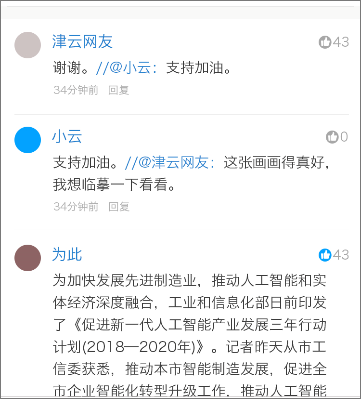 津云网友 43
谢谢。//@小云：支持加油。
34分钟前 回复
小云 0
支持加油。//@津云网友：这张画画得真好，
我想临摹一下看看。
34分钟前 回复
为此 43
为加快发展先进制造业，推动人工智能和实
体经济深度融合，工业和信息化部日前印发
了《促进新一代人工智能产业发展三年行动
计划(2018—2020年)》。记者昨天从市工
信委获悉，推动本市智能制造发展，促进全
市企业智能化转型升级工作，推动人工智能